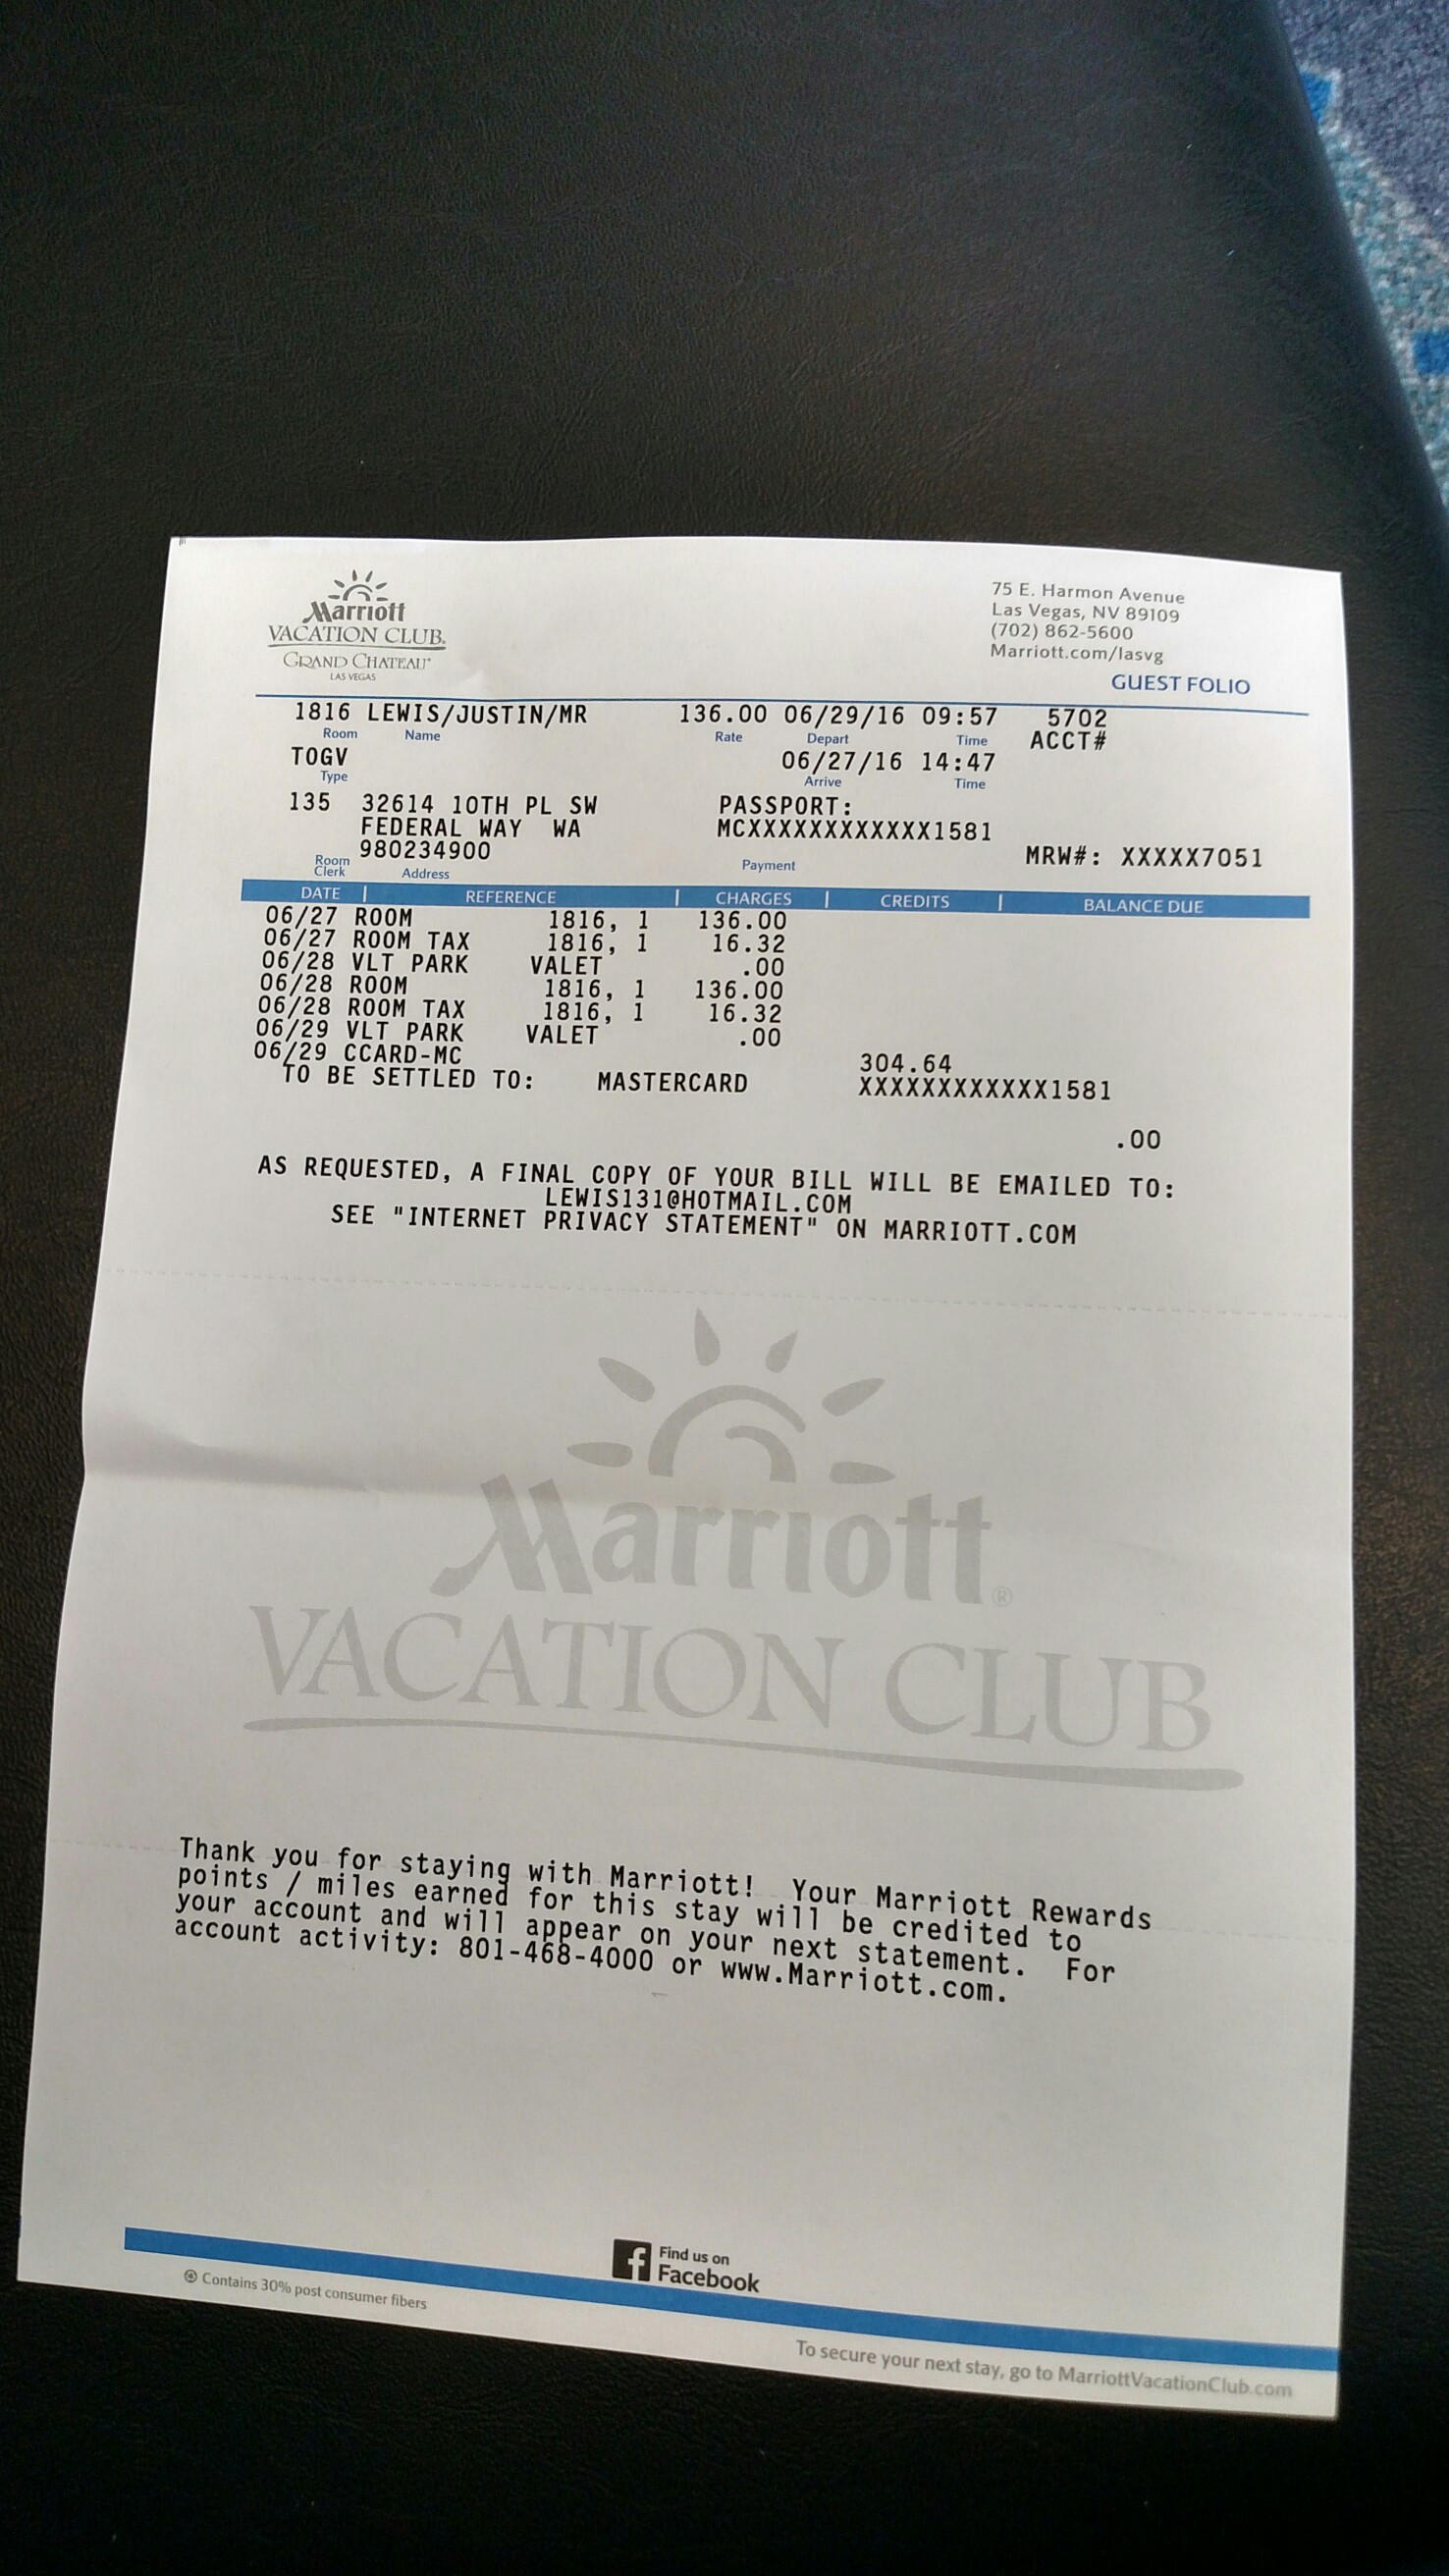 Marriott
VACATION CLUB®
GRAND CHATEAU®
LAS VEGAS
75 E. Harmon Avenue
Las Vegas, NV 89109
(702) 862-5600
Marriott.com/lasvg
GUEST FOLIO
1816 LEWIS/JUSTIN/MR 136.00 06/29/16 09:57 5702
Room Name Rate Depart Time ACCT#
TOGV 06/27/16 14:47
Type Arrive Time
135 32614 10TH PL SW PASSPORT:
FEDERAL WAY WA MCXXXXXXXXXXXX1581
980234900 MRW#: XXXXX7051
Room Clerk Address Payment
DATE REFERENCE CHARGES CREDITS BALANCE DUE
06/27 ROOM 1816, 1 136.00
06/27 ROOM TAX 1816, 1 16.32
06/28 VLT PARK VALET .00
06/28 ROOM 1816, 1 136.00
06/28 ROOM TAX 1816, 1 16.32
06/29 VLT PARK VALET .00
06/29 CCARD-MC 304.64
TO BE SETTLED TO: MASTERCARD XXXXXXXXXXXX1581
.00
AS REQUESTED, A FINAL COPY OF YOUR BILL WILL BE EMAILED TO:
LEWIS131@HOTMAIL.COM
SEE "INTERNET PRIVACY STATEMENT" ON MARRIOTT.COM
Marriott®
VACATION CLUB
Thank you for staying with Marriott! Your Marriott Rewards
points / miles earned for this stay will be credited to
your account and will appear on your next statement. For
account activity: 801-468-4000 or www.Marriott.com.
Find us on
Facebook
Contains 30% post consumer fibers
To secure your next stay, go to MarriottVacationClub.com